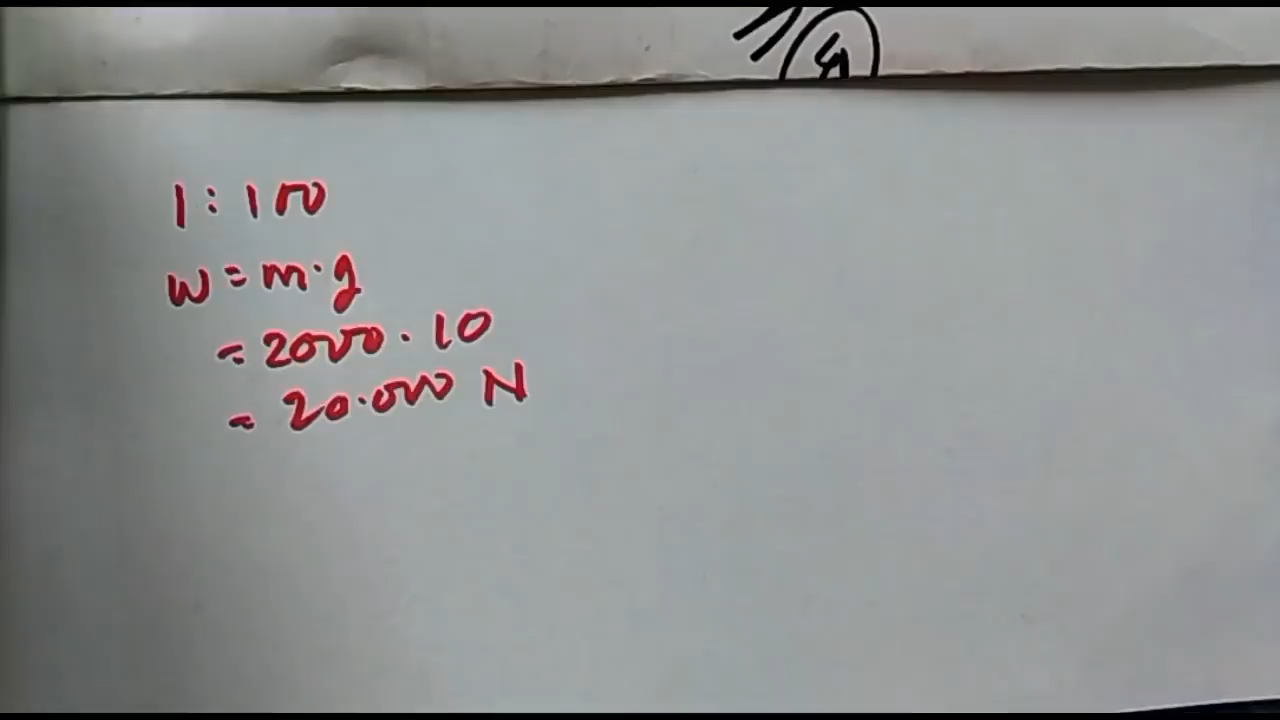 1 : 100
w = m.g
= 2000 . 10
= 20.000 N